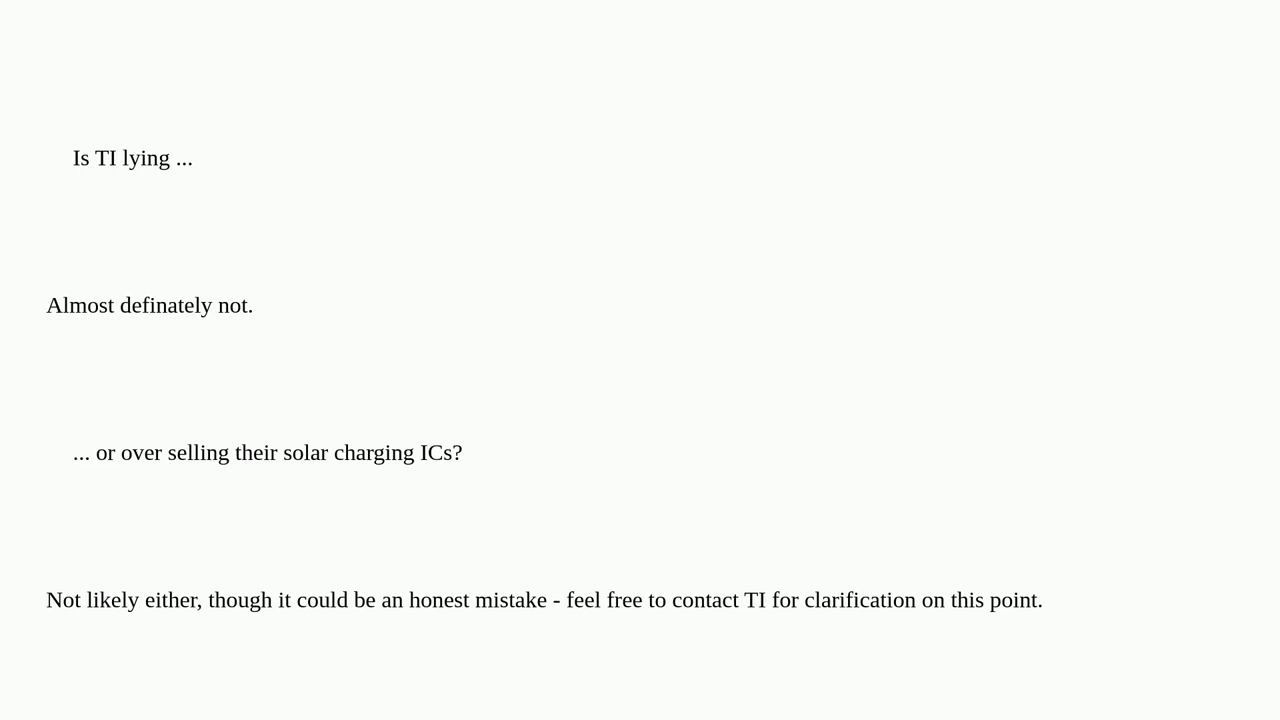 Is TI lying ...
Almost definately not.
... or over selling their solar charging ICs?
Not likely either, though it could be an honest mistake - feel free to contact TI for clarification on this point.